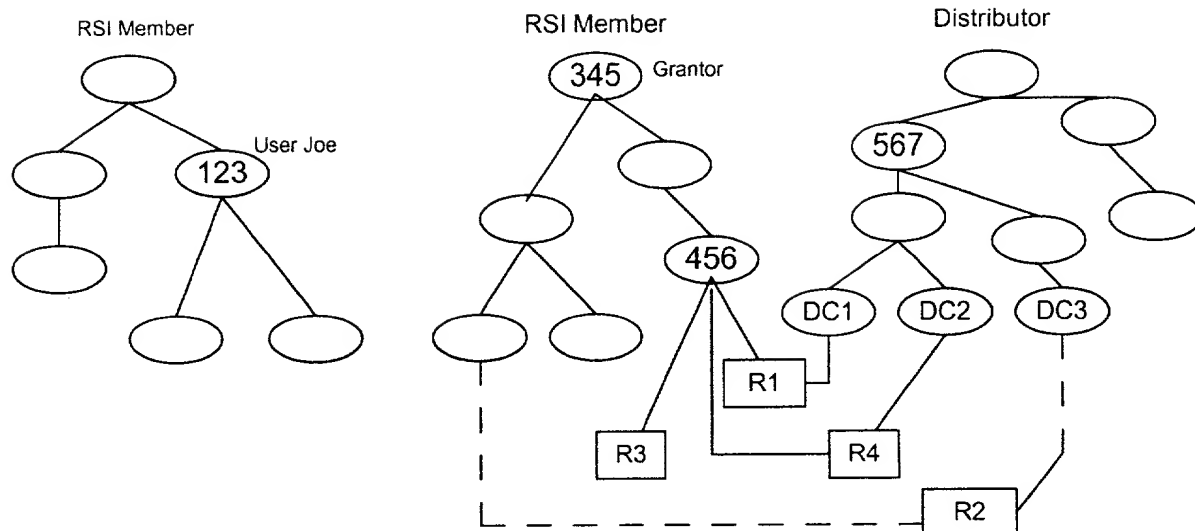 RSI Member
User Joe
123
RSI Member
345
Grantor
456
Distributor
567
DC1
DC2
DC3
R1
R3
R4
R2